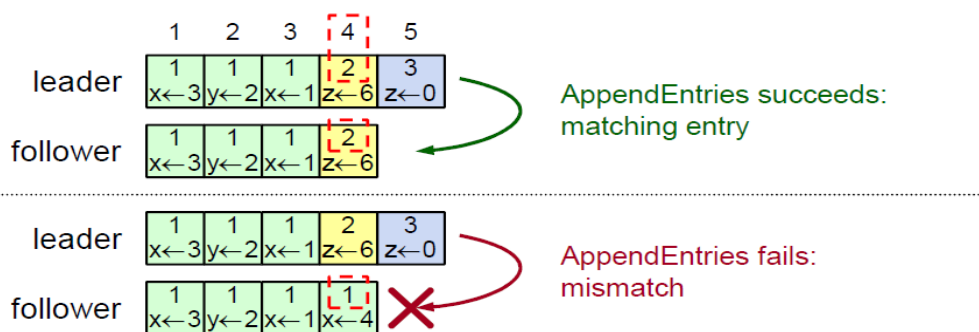 1 2 3 4 5
leader 1 1 1 2 3
x←3 y←2 x←1 z←6 z←0
follower 1 1 1 2
x←3 y←2 x←1 z←6
AppendEntries succeeds:
matching entry
leader 1 1 1 2 3
x←3 y←2 x←1 z←6 z←0
follower 1 1 1 1
x←3 y←2 x←1 x←4
AppendEntries fails:
mismatch